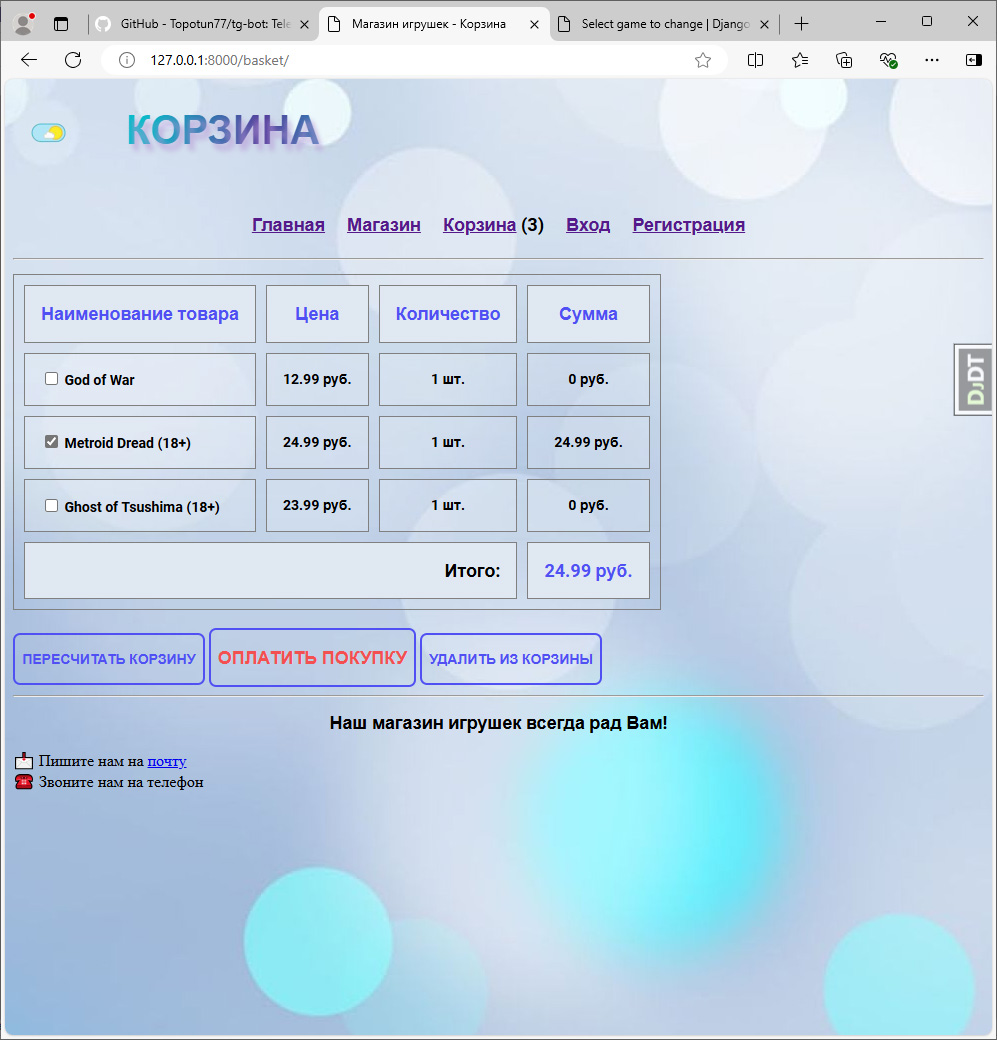 GitHub - Topotun77/tg-bot: Tele
Магазин игрушек - Корзина
Select game to change | Django
127.0.0.1:8000/basket/
КОРЗИНА
Главная Магазин Корзина (3) Вход Регистрация
Наименование товара Цена Количество Сумма
God of War 12.99 руб. 1 шт. 0 руб.
Metroid Dread (18+) 24.99 руб. 1 шт. 24.99 руб.
Ghost of Tsushima (18+) 23.99 руб. 1 шт. 0 руб.
Итого: 24.99 руб.
DJDT
ПЕРЕСЧИТАТЬ КОРЗИНУ ОПЛАТИТЬ ПОКУПКУ УДАЛИТЬ ИЗ КОРЗИНЫ
Наш магазин игрушек всегда рад Вам!
Пишите нам на почту
Звоните нам на телефон